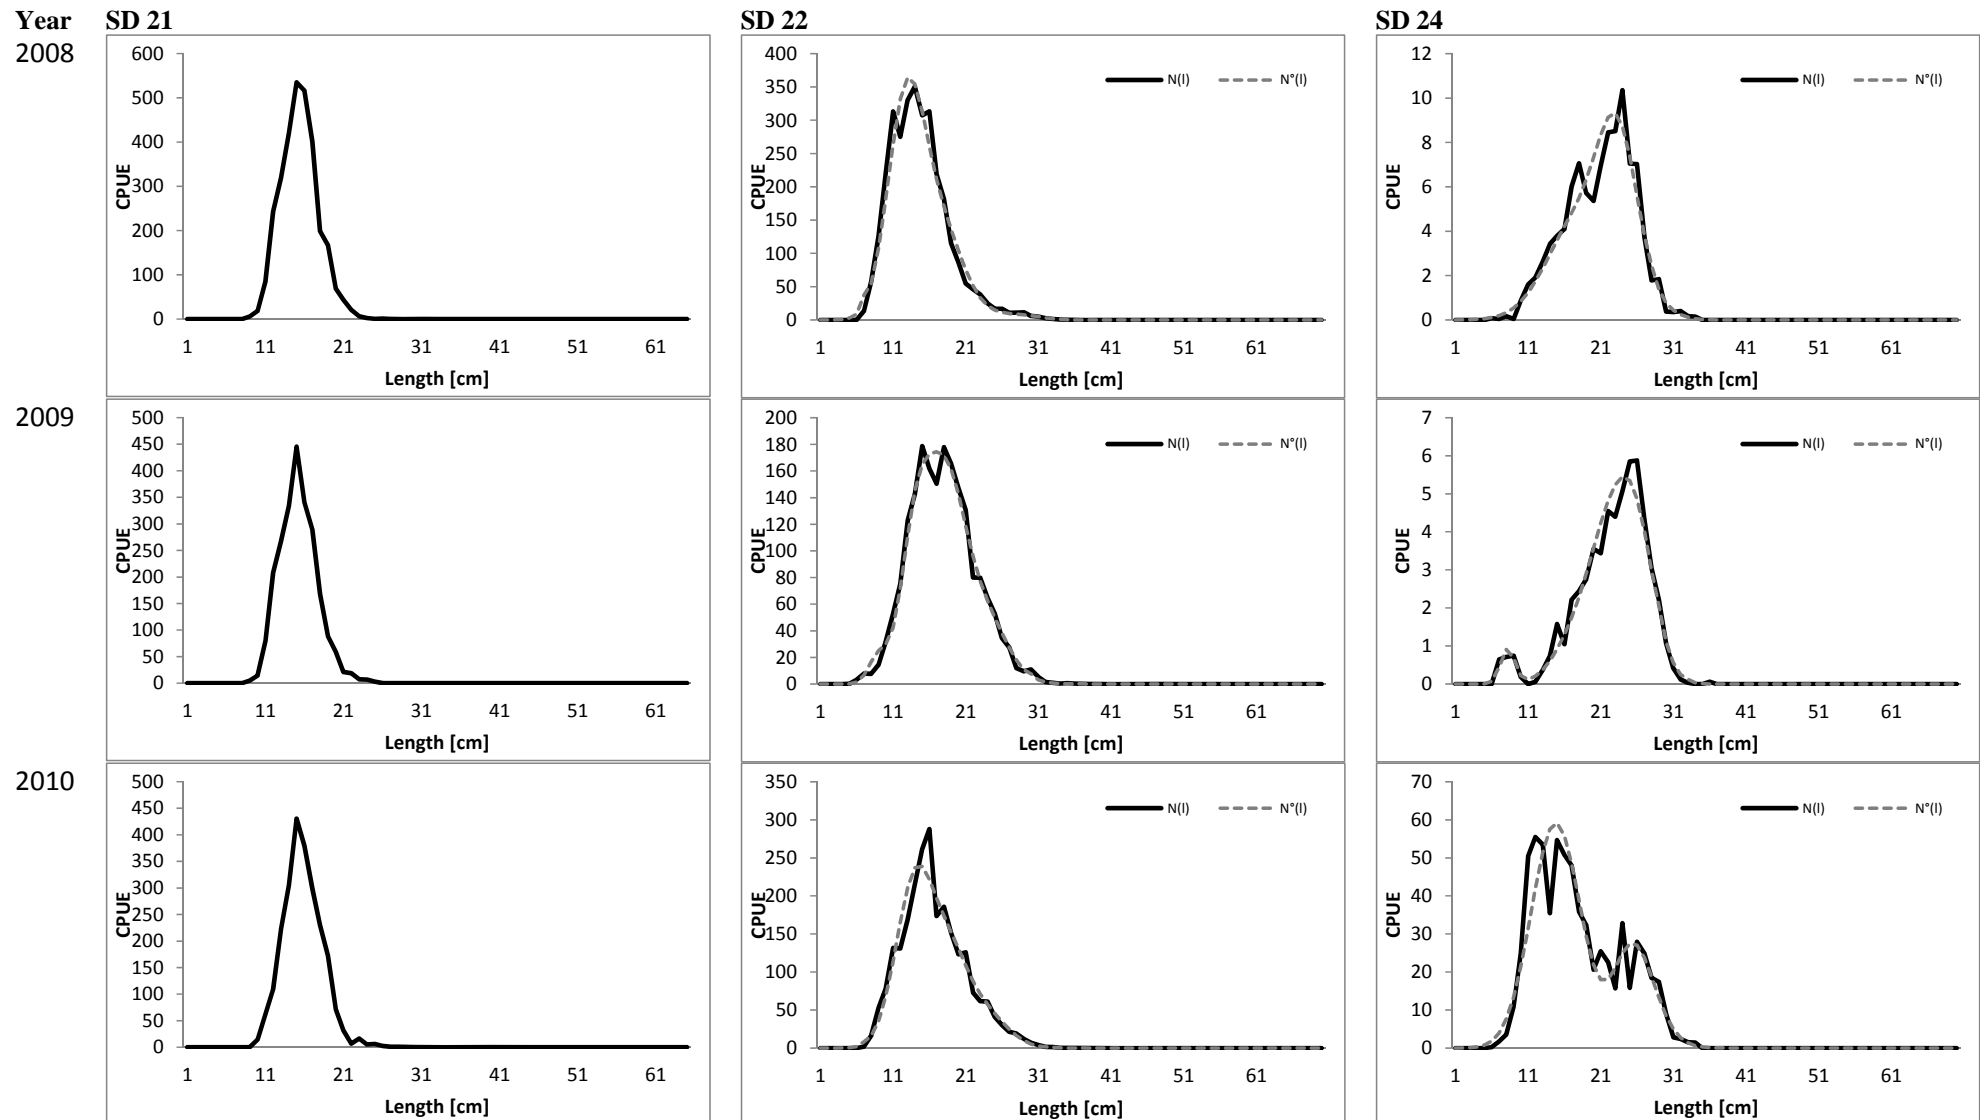 Year SD 21 SD 22 SD 24
2008
600
500
400
300
200
100
0
CPUE
1 11 21 31 41 51 61
Length [cm]
400
350
300
250
200
150
100
50
0
CPUE
N(l) N°(l)
1 11 21 31 41 51 61
Length [cm]
12
10
8
6
4
2
0
CPUE
N(l) N°(l)
1 11 21 31 41 51 61
Length [cm]
2009
500
450
400
350
300
250
200
150
100
50
0
CPUE
1 11 21 31 41 51 61
Length [cm]
200
180
160
140
120
100
80
60
40
20
0
CPUE
N(l) N°(l)
1 11 21 31 41 51 61
Length [cm]
7
6
5
4
3
2
1
0
CPUE
N(l) N°(l)
1 11 21 31 41 51 61
Length [cm]
2010
500
450
400
350
300
250
200
150
100
50
0
CPUE
1 11 21 31 41 51 61
Length [cm]
350
300
250
200
150
100
50
0
CPUE
N(l) N°(l)
1 11 21 31 41 51 61
Length [cm]
70
60
50
40
30
20
10
0
CPUE
N(l) N°(l)
1 11 21 31 41 51 61
Length [cm]